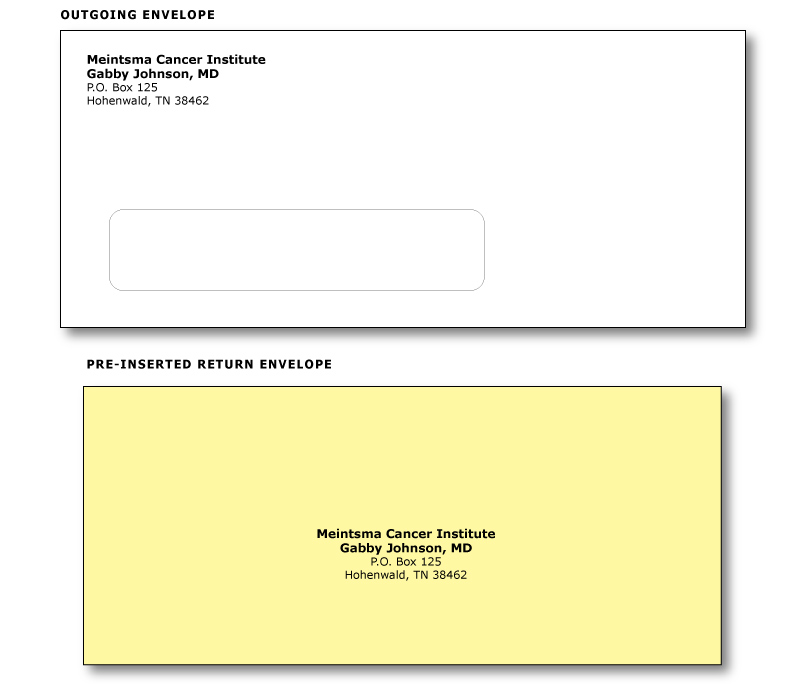 OUTGOING ENVELOPE
Meintsma Cancer Institute
Gabby Johnson, MD
P.O. Box 125
Hohenwald, TN 38462
PRE-INSERTED RETURN ENVELOPE
Meintsma Cancer Institute
Gabby Johnson, MD
P.O. Box 125
Hohenwald, TN 38462